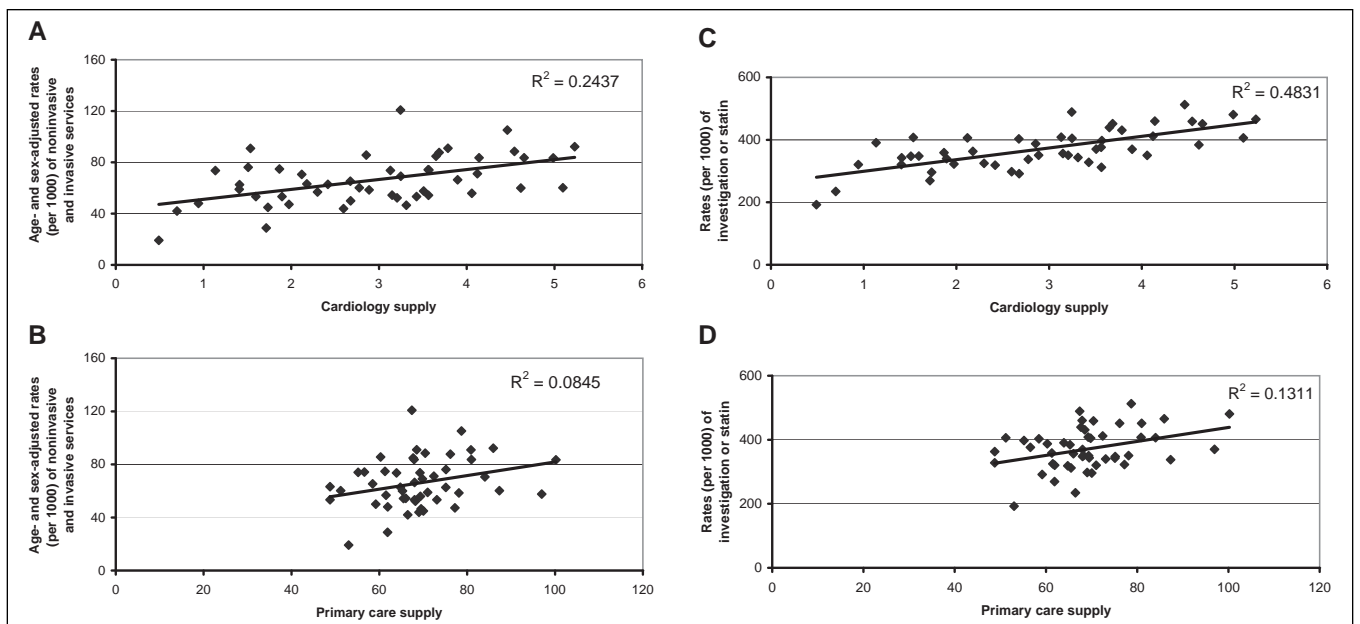 A
Age- and sex-adjusted rates
(per 1000) of noninvasive
and invasive services
160
120
80
40
0
R² = 0.2437
0 1 2 3 4 5 6
Cardiology supply
B
Age- and sex-adjusted rates
(per 1000) of noninvasive
and invasive services
160
120
80
40
0
R² = 0.0845
0 20 40 60 80 100 120
Primary care supply
C
Rates (per 1000) of
investigation or statin
600
400
200
0
R² = 0.4831
0 1 2 3 4 5 6
Cardiology supply
D
Rates (per 1000) of
investigation or statin
600
400
200
0
R² = 0.1311
0 20 40 60 80 100 120
Primary care supply